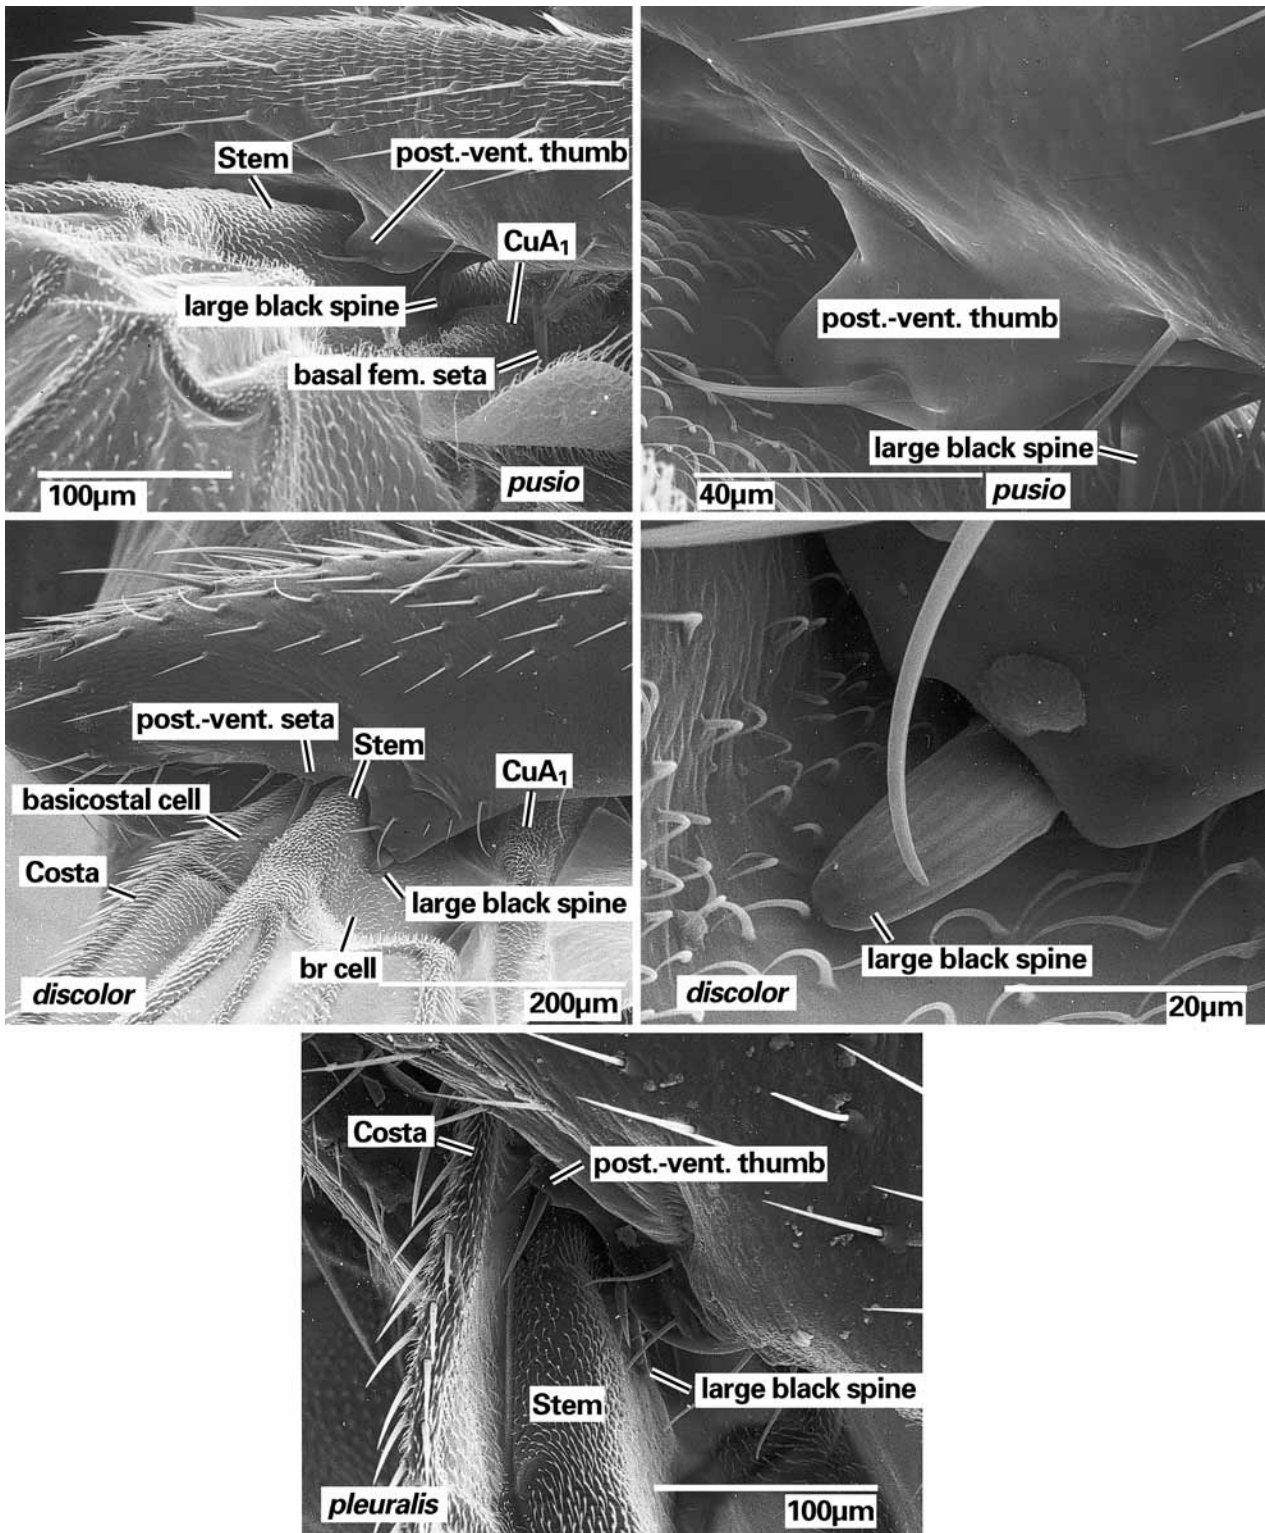 Stem
post.-vent. thumb
CuA₁
large black spine
basal fem. seta
100µm
pusio
post.-vent. thumb
large black spine
40µm
pusio
post.-vent. seta
Stem
CuA₁
basicostal cell
Costa
large black spine
br cell
discolor
200µm
large black spine
discolor
20µm
Costa
post.-vent. thumb
large black spine
Stem
pleuralis
100µm